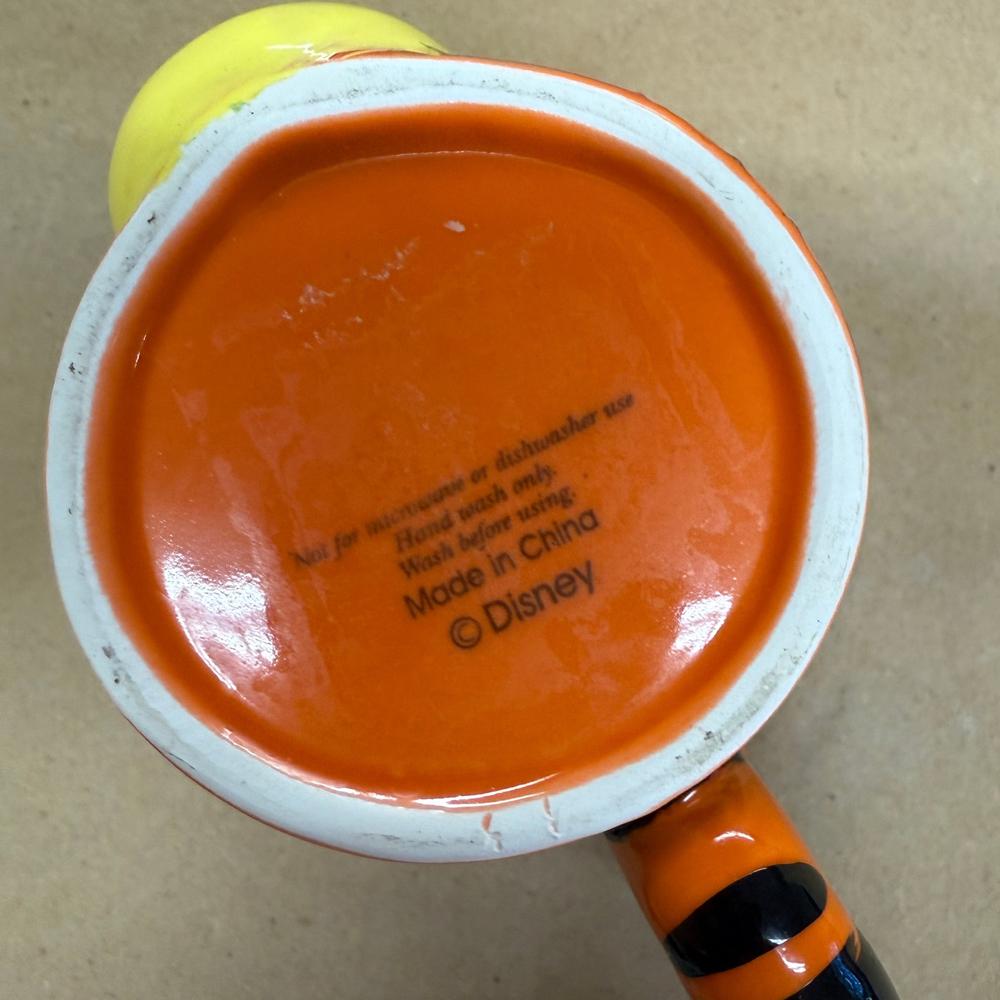 Not for microwave or dishwasher use
Hand wash only.
Wash before using.
Made in China
© Disney